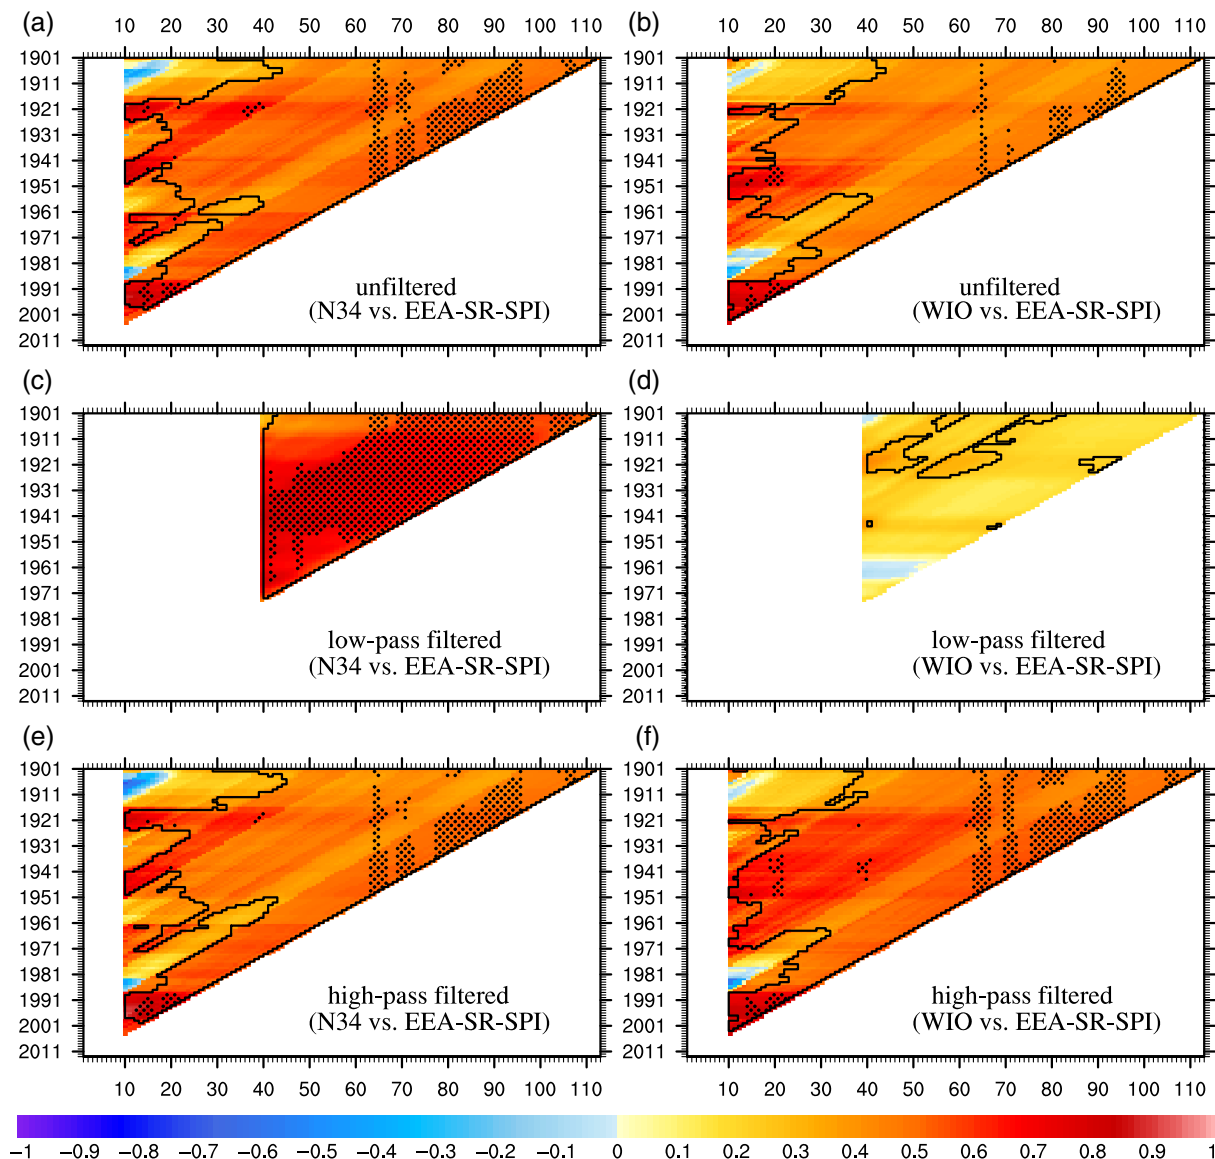 (a) 10 20 30 40 50 60 70 80 90 100 110 (b) 10 20 30 40 50 60 70 80 90 100 110
1901 1901
1911 1911
1921 1921
1931 1931
1941 1941
1951 1951
1961 1961
1971 1971
1981 1981
1991 unfiltered 1991 unfiltered
2001 (N34 vs. EEA-SR-SPI) 2001 (WIO vs. EEA-SR-SPI)
2011 2011
(c) (d)
1901 1901
1911 1911
1921 1921
1931 1931
1941 1941
1951 1951
1961 1961
1971 1971
1981 1981
1991 low-pass filtered 1991 low-pass filtered
2001 (N34 vs. EEA-SR-SPI) 2001 (WIO vs. EEA-SR-SPI)
2011 2011
(e) (f)
1901 1901
1911 1911
1921 1921
1931 1931
1941 1941
1951 1951
1961 1961
1971 1971
1981 1981
1991 high-pass filtered 1991 high-pass filtered
2001 (N34 vs. EEA-SR-SPI) 2001 (WIO vs. EEA-SR-SPI)
2011 2011
10 20 30 40 50 60 70 80 90 100 110 10 20 30 40 50 60 70 80 90 100 110
−1 −0.9 −0.8 −0.7 −0.6 −0.5 −0.4 −0.3 −0.2 −0.1 0 0.1 0.2 0.3 0.4 0.5 0.6 0.7 0.8 0.9 1